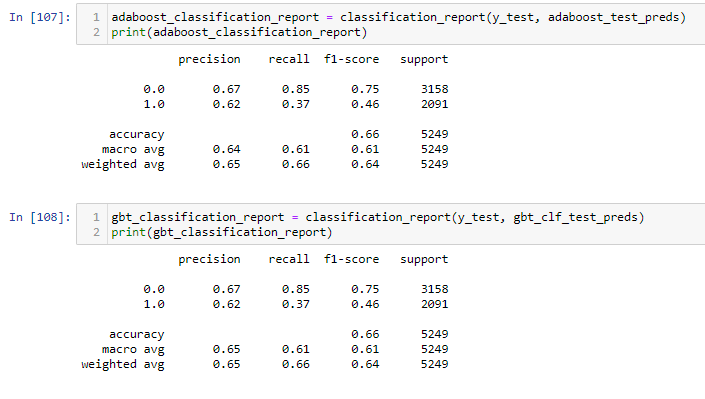 In [107]: 1 adaboost_classification_report = classification_report(y_test, adaboost_test_preds)
2 print(adaboost_classification_report)
precision recall f1-score support
0.0 0.67 0.85 0.75 3158
1.0 0.62 0.37 0.46 2091
accuracy 0.66 5249
macro avg 0.64 0.61 0.61 5249
weighted avg 0.65 0.66 0.64 5249
In [108]: 1 gbt_classification_report = classification_report(y_test, gbt_clf_test_preds)
2 print(gbt_classification_report)
precision recall f1-score support
0.0 0.67 0.85 0.75 3158
1.0 0.62 0.37 0.46 2091
accuracy 0.66 5249
macro avg 0.65 0.61 0.61 5249
weighted avg 0.65 0.66 0.64 5249